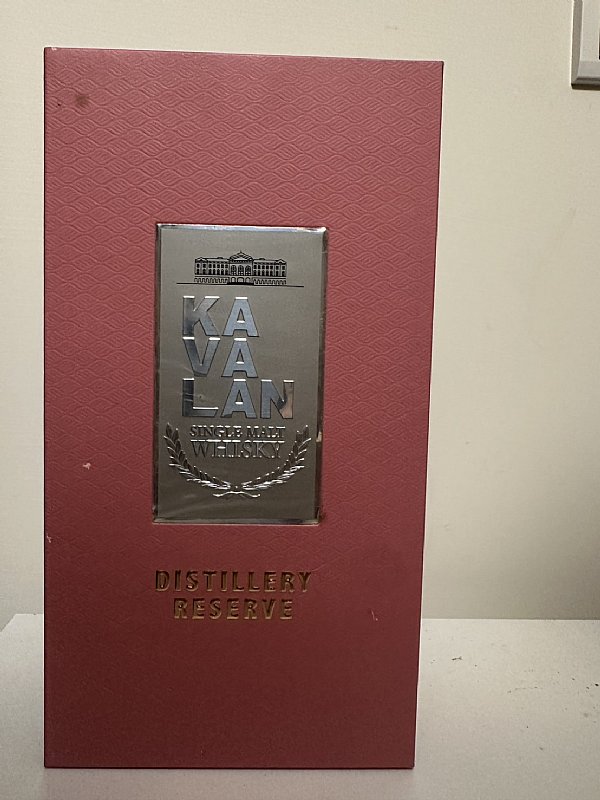 KA
VA
LAN
SINGLE MALT
WHISKY
DISTILLERY
RESERVE